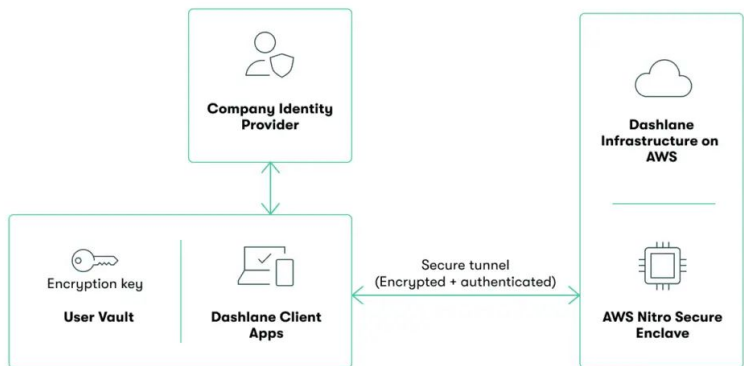 Company Identity
Provider
Dashlane
Infrastructure on
AWS
Encryption key
User Vault
Dashlane Client
Apps
Secure tunnel
(Encrypted + authenticated)
AWS Nitro Secure
Enclave